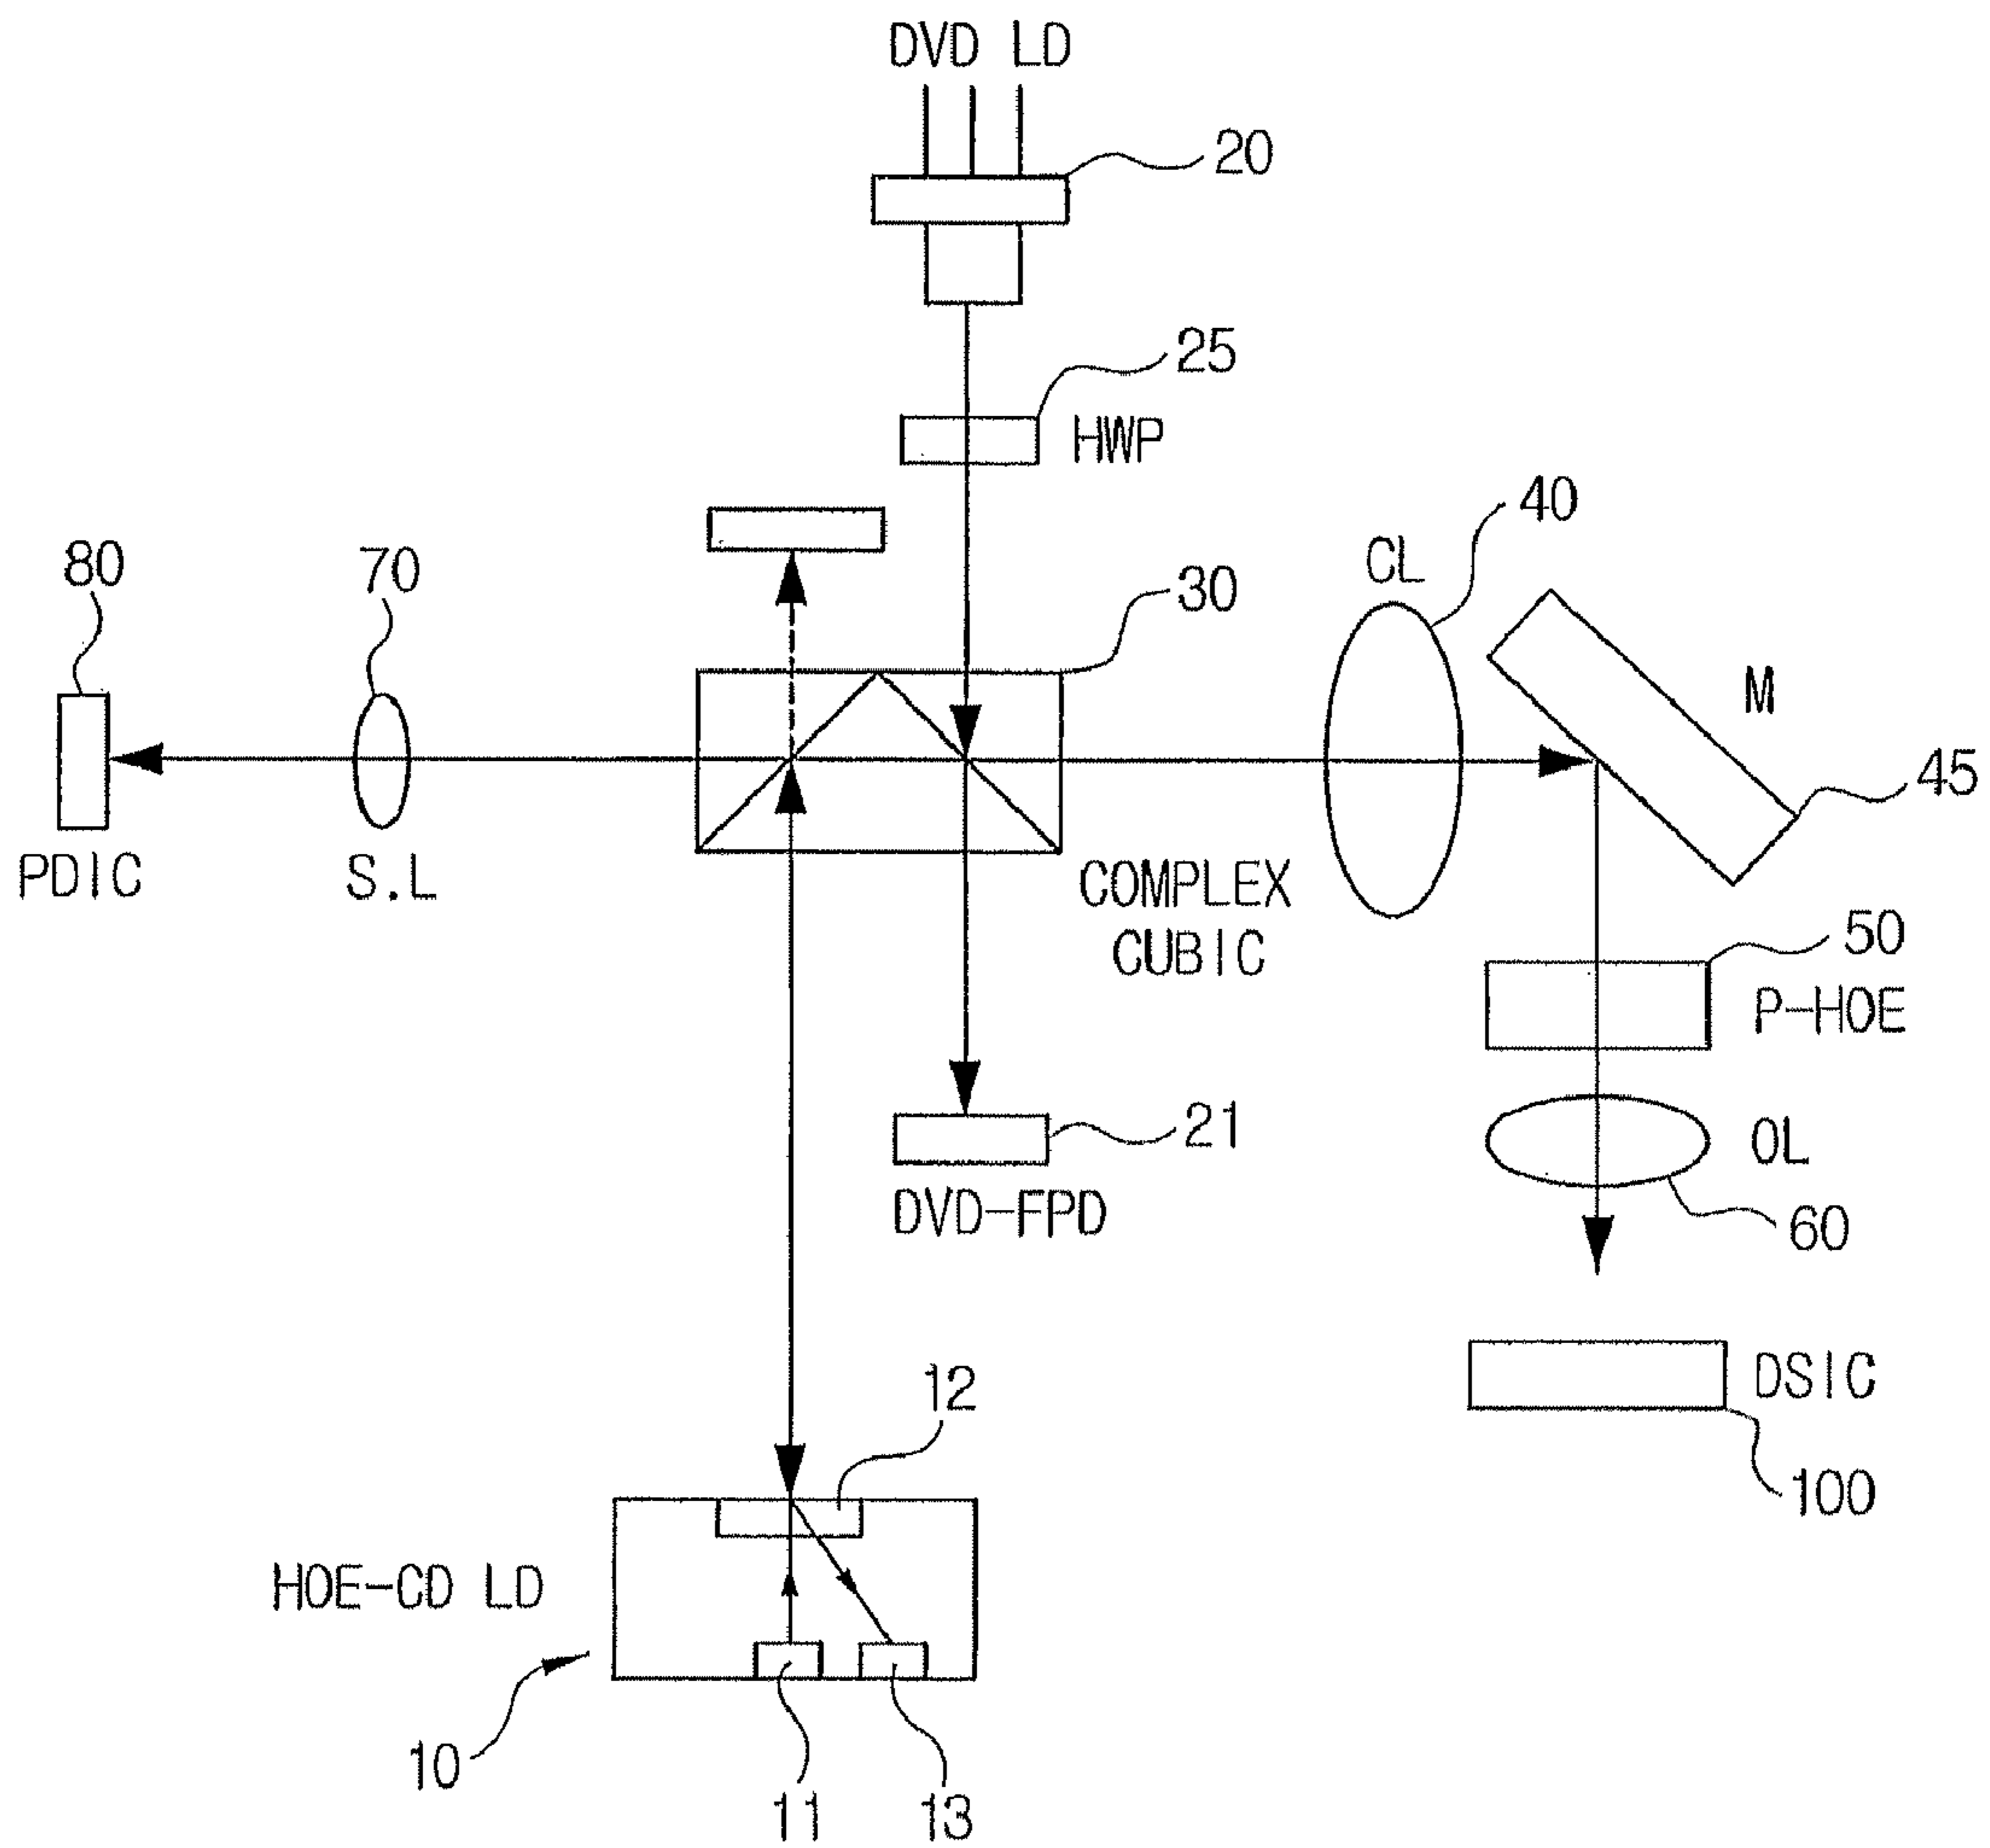 DVD LD
20
25
HWP
40
CL
80
70
30
M
45
PDIC
S.L
COMPLEX
CUBIC
50
P-HOE
21
OL
DVD-FPD
60
12
DSIC
100
HOE-CD LD
10
11
13